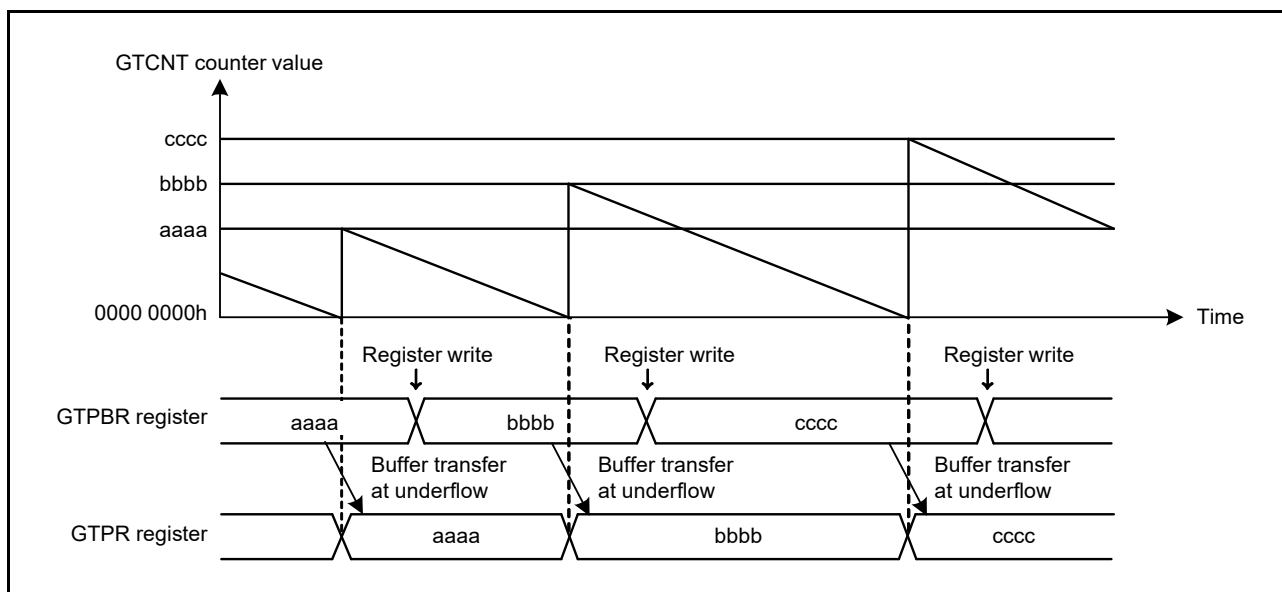 GTCNT counter value
cccc
bbbb
aaaa
0000 0000h
Time
Register write
Register write
Register write
GTPBR register
aaaa
bbbb
cccc
Buffer transfer
at underflow
Buffer transfer
at underflow
Buffer transfer
at underflow
GTPR register
aaaa
bbbb
cccc